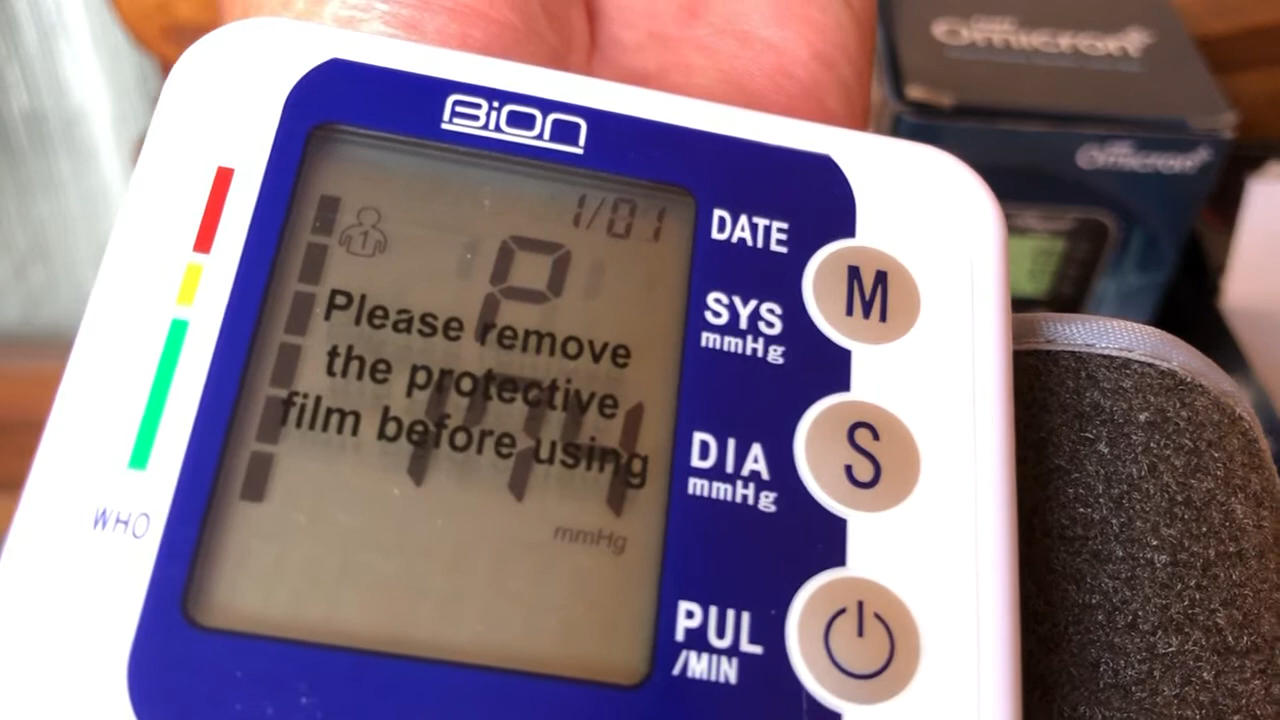 Omicron
Omicron
BiON
1/01
1
P
Please remove
the protective
film before using
mmHg
DATE
SYS
mmHg
DIA
mmHg
PUL
/MIN
M
S
WHO